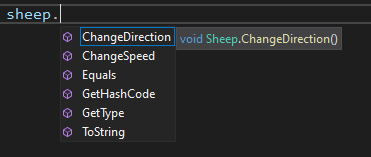 sheep.
ChangeDirection void Sheep.ChangeDirection()
ChangeSpeed
Equals
GetHashCode
GetType
ToString